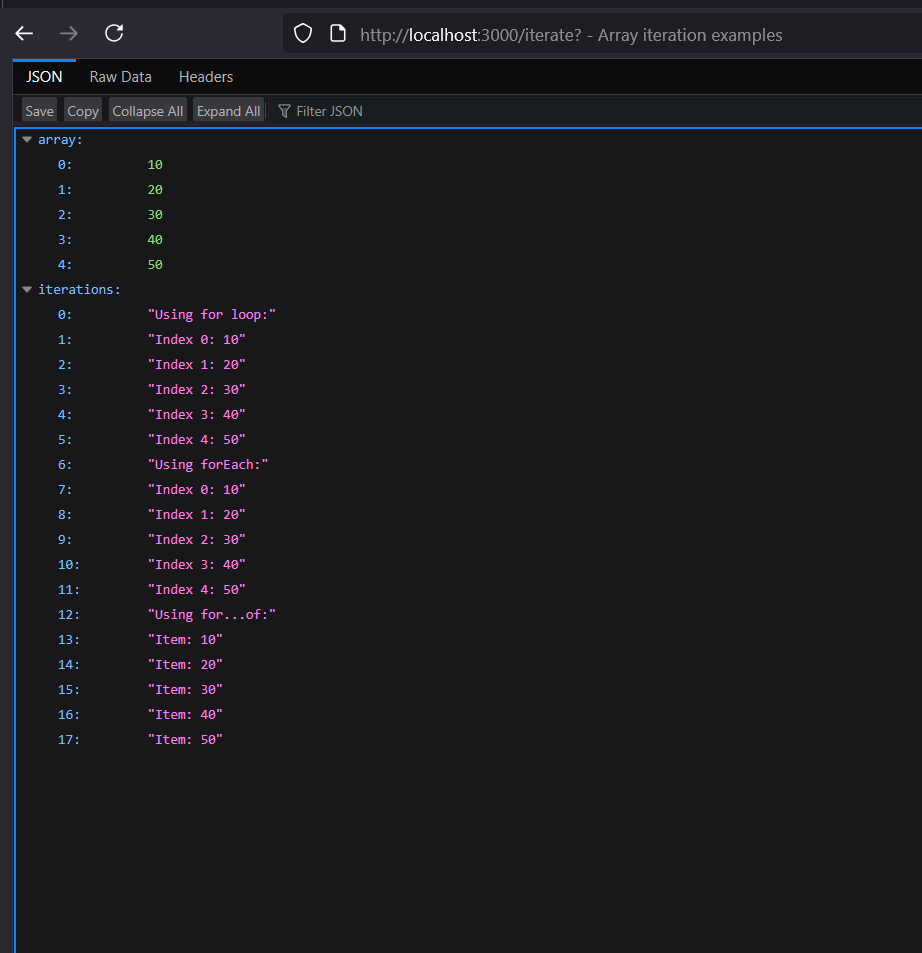 http://localhost:3000/iterate? - Array iteration examples
JSON Raw Data Headers
Save Copy Collapse All Expand All Filter JSON
array:
0: 10
1: 20
2: 30
3: 40
4: 50
iterations:
0: "Using for loop:"
1: "Index 0: 10"
2: "Index 1: 20"
3: "Index 2: 30"
4: "Index 3: 40"
5: "Index 4: 50"
6: "Using forEach:"
7: "Index 0: 10"
8: "Index 1: 20"
9: "Index 2: 30"
10: "Index 3: 40"
11: "Index 4: 50"
12: "Using for...of:"
13: "Item: 10"
14: "Item: 20"
15: "Item: 30"
16: "Item: 40"
17: "Item: 50"